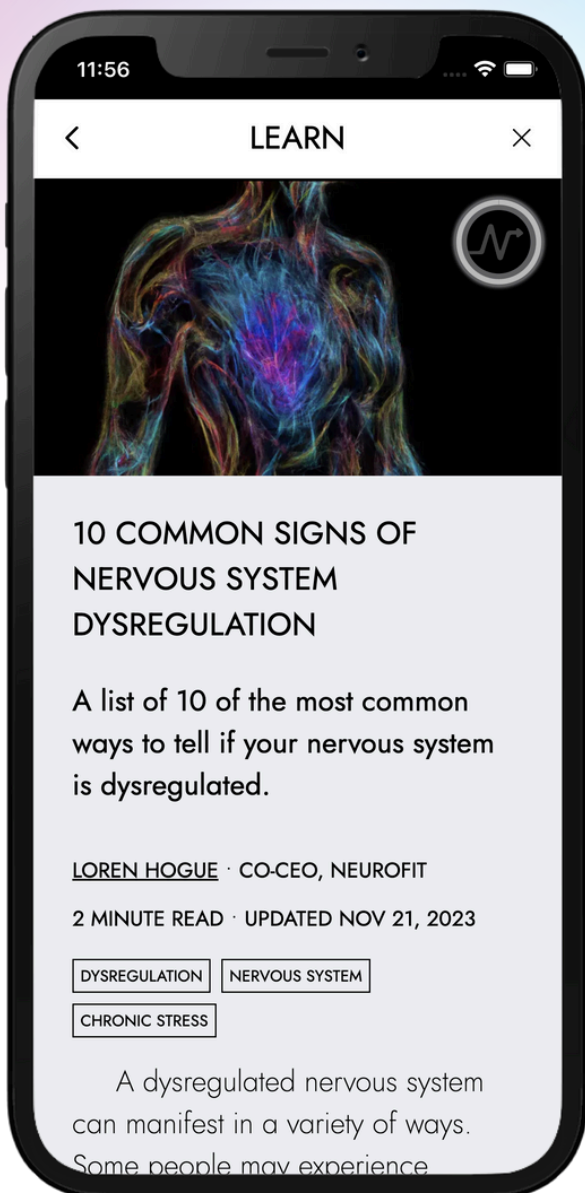 11:56
LEARN
10 COMMON SIGNS OF
NERVOUS SYSTEM
DYSREGULATION
A list of 10 of the most common
ways to tell if your nervous system
is dysregulated.
LOREN HOGUE · CO-CEO, NEUROFIT
2 MINUTE READ · UPDATED NOV 21, 2023
DYSREGULATION NERVOUS SYSTEM
CHRONIC STRESS
A dysregulated nervous system
can manifest in a variety of ways.
Some people may experience